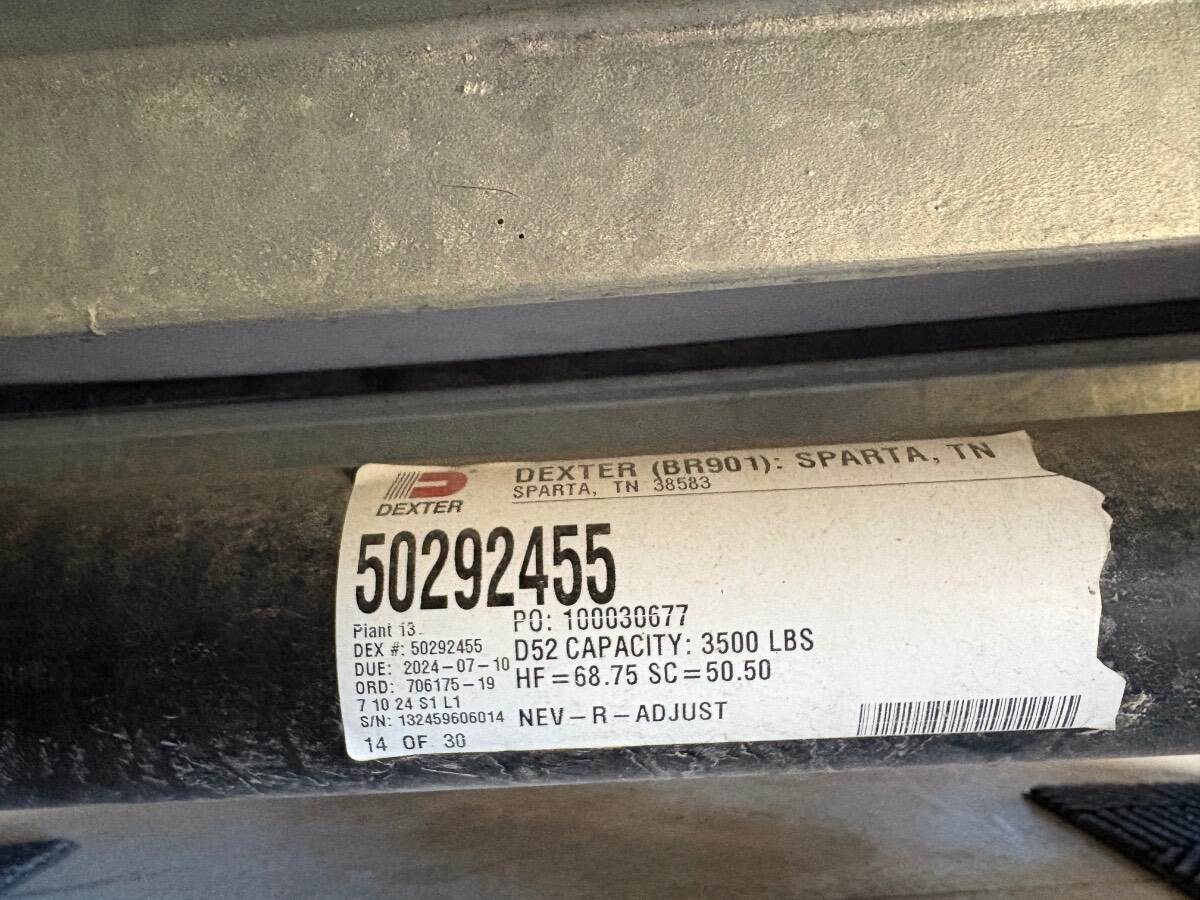 DEXTER
DEXTER (BR901): SPARTA, TN
SPARTA, TN 38583
50292455
Plant 13
DEX #: 50292455
DUE: 2024-07-10
ORD: 706175-19
7 10 24 S1 L1
S/N: 132459606014
14 OF 30
PO: 100030677
D52 CAPACITY: 3500 LBS
HF=68.75 SC=50.50
NEV-R-ADJUST